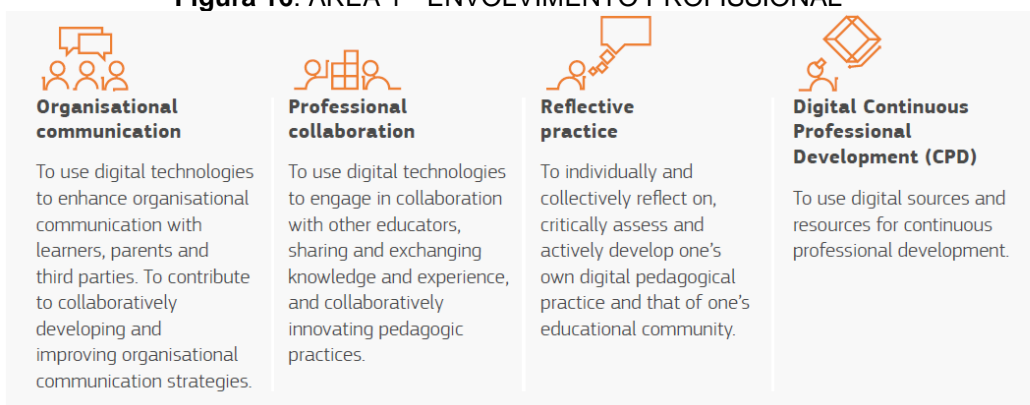 Figura ENVOLVIMENTO PROFISSIONAL
Organisational
communication
To use digital technologies
to enhance organisational
communication with
learners, parents and
third parties. To contribute
to collaboratively
developing and
improving organisational
communication strategies.
Professional
collaboration
To use digital technologies
to engage in collaboration
with other educators,
sharing and exchanging
knowledge and experience,
and collaboratively
innovating pedagogic
practices.
Reflective
practice
To individually and
collectively reflect on,
critically assess and
actively develop one's
own digital pedagogical
practice and that of one's
educational community.
Digital Continuous
Professional
Development (CPD)
To use digital sources and
resources for continuous
professional development.